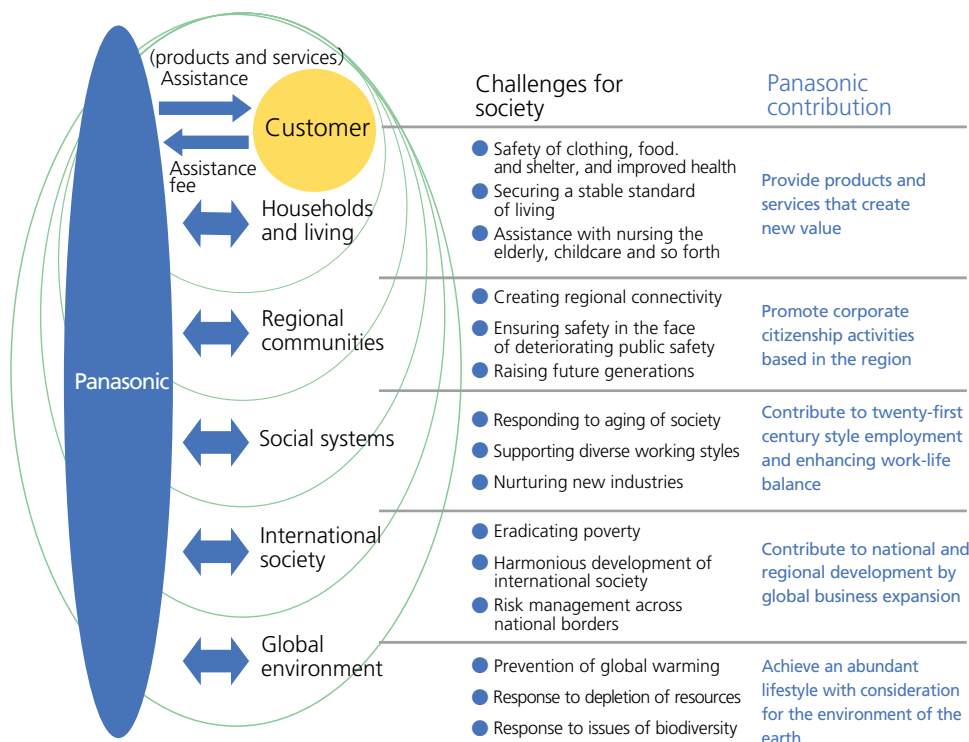 (products and services)
Assistance
Customer
Assistance
fee
Households
and living
Regional
communities
Panasonic
Social systems
International
society
Global
environment
Challenges for
society
Panasonic
contribution
Safety of clothing, food.
and shelter, and improved health
Securing a stable standard
of living
Assistance with nursing the
elderly, childcare and so forth
Provide products and
services that create
new value
Creating regional connectivity
Ensuring safety in the face
of deteriorating public safety
Raising future generations
Promote corporate
citizenship activities
based in the region
Responding to aging of society
Supporting diverse working styles
Nurturing new industries
Contribute to twenty-first
century style employment
and enhancing work-life
balance
Eradicating poverty
Harmonious development of
international society
Risk management across
national borders
Contribute to national and
regional development by
global business expansion
Prevention of global warming
Response to depletion of resources
Response to issues of biodiversity
Achieve an abundant
lifestyle with consideration
for the environment of the
earth